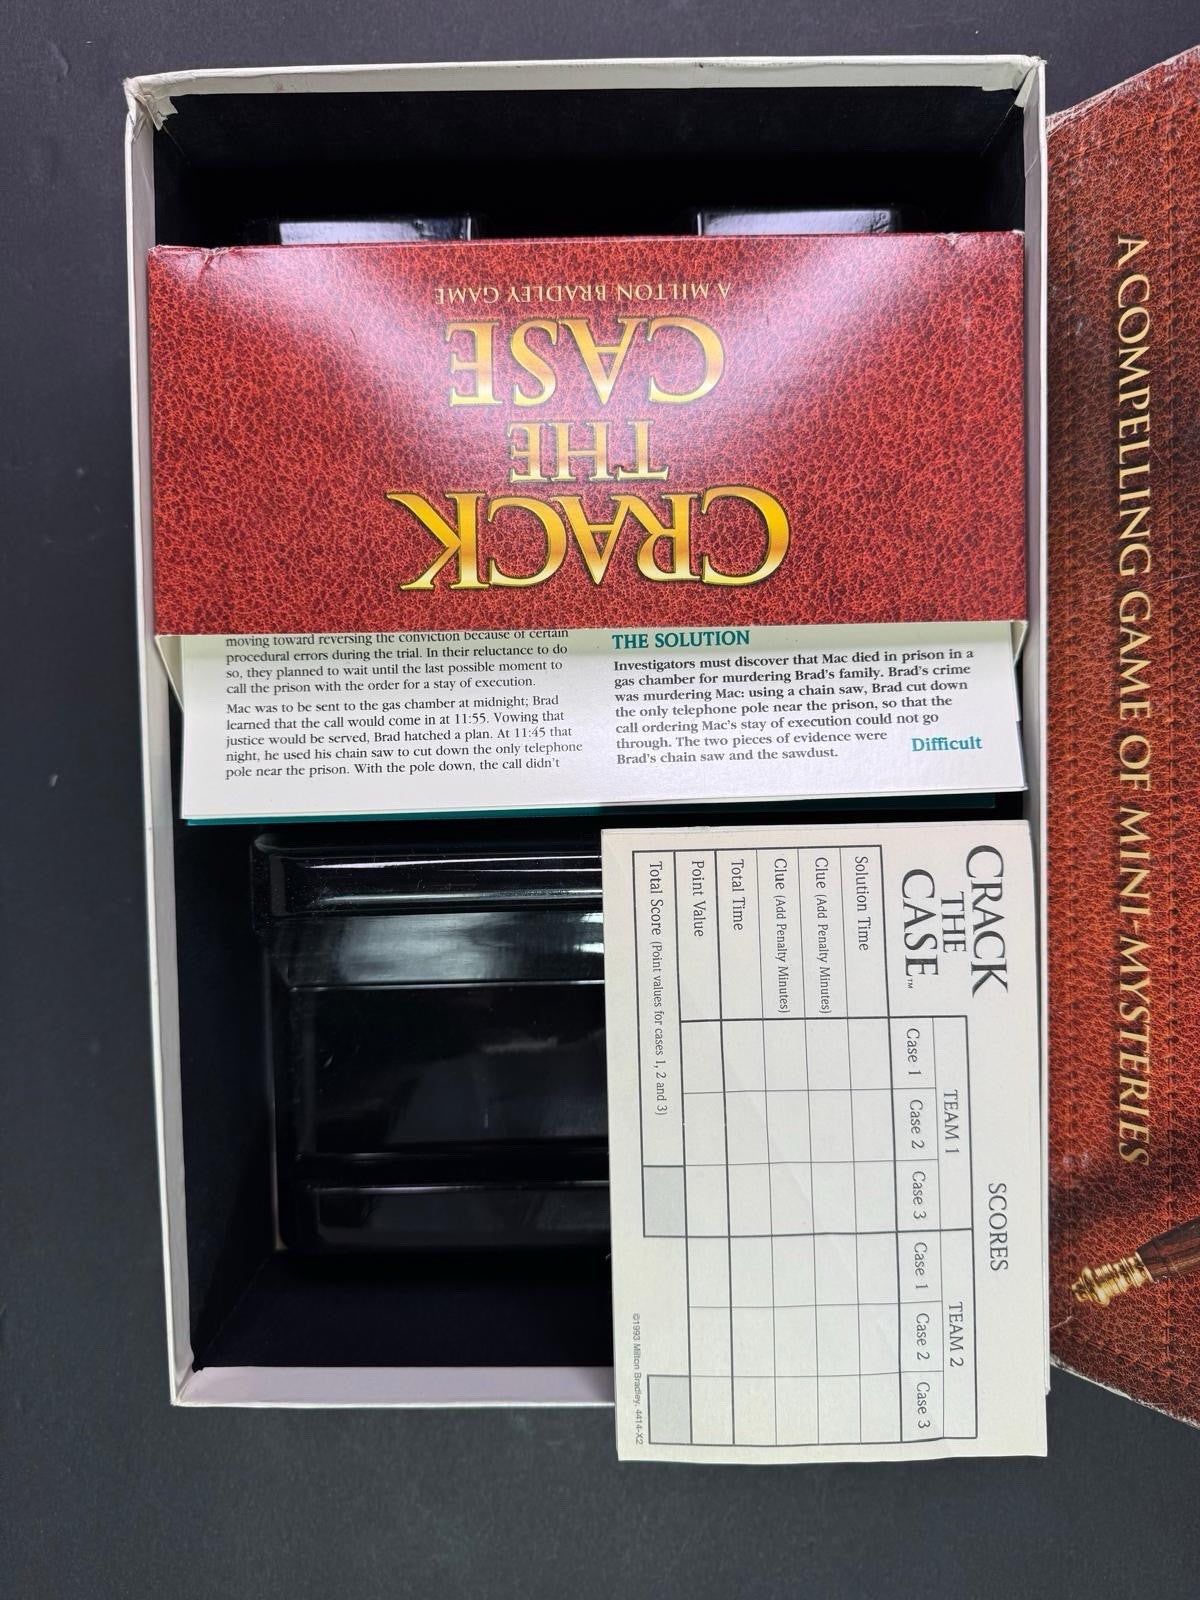 A MILTON BRADLEY GAME
CRACK
THE
CASE
moving toward reversing the conviction because of certain
procedural errors during the trial. In their reluctance to do
so, they planned to wait until the last possible moment to
call the prison with the order for a stay of execution.
Mac was to be sent to the gas chamber at midnight; Brad
learned that the call would come in at 11:55. Vowing that
justice would be served, Brad hatched a plan. At 11:45 that
night, he used his chain saw to cut down the only telephone
pole near the prison. With the pole down, the call didn't
THE SOLUTION
Investigators must discover that Mac died in prison in a
gas chamber for murdering Brad's family. Brad's crime
was murdering Mac: using a chain saw, Brad cut down
the only telephone pole near the prison, so that the
call ordering Mac's stay of execution could not go
through. The two pieces of evidence were
Brad's chain saw and the sawdust.
Difficult
CRACK
THE
CASE™
SCORES
TEAM 1
TEAM 2
Case 1
Case 2
Case 3
Case 1
Case 2
Case 3
Solution Time
Clue (Add Penalty Minutes)
Clue (Add Penalty Minutes)
Total Time
Point Value
Total Score (Point values for cases 1, 2 and 3)
©1993 Milton Bradley, 4414-X2
A COMPELLING GAME OF MINI-MYSTERIES